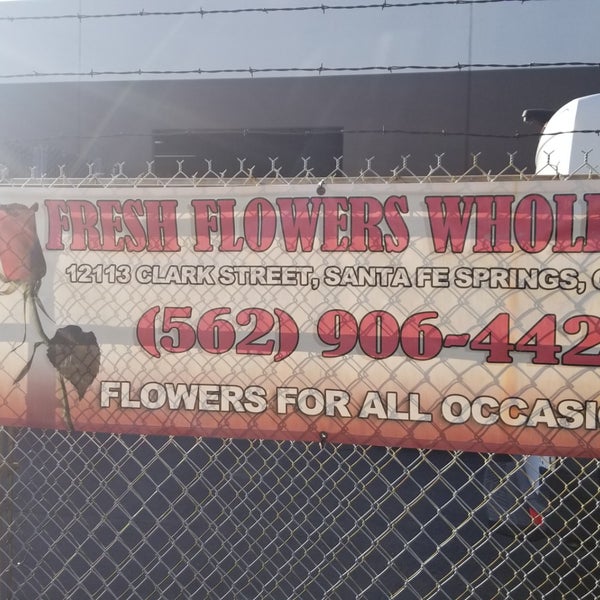 FRESH FLOWERS WHOL
12113 CLARK STREET, SANTA FE SPRINGS, C
(562) 906-442
FLOWERS FOR ALL OCCASI